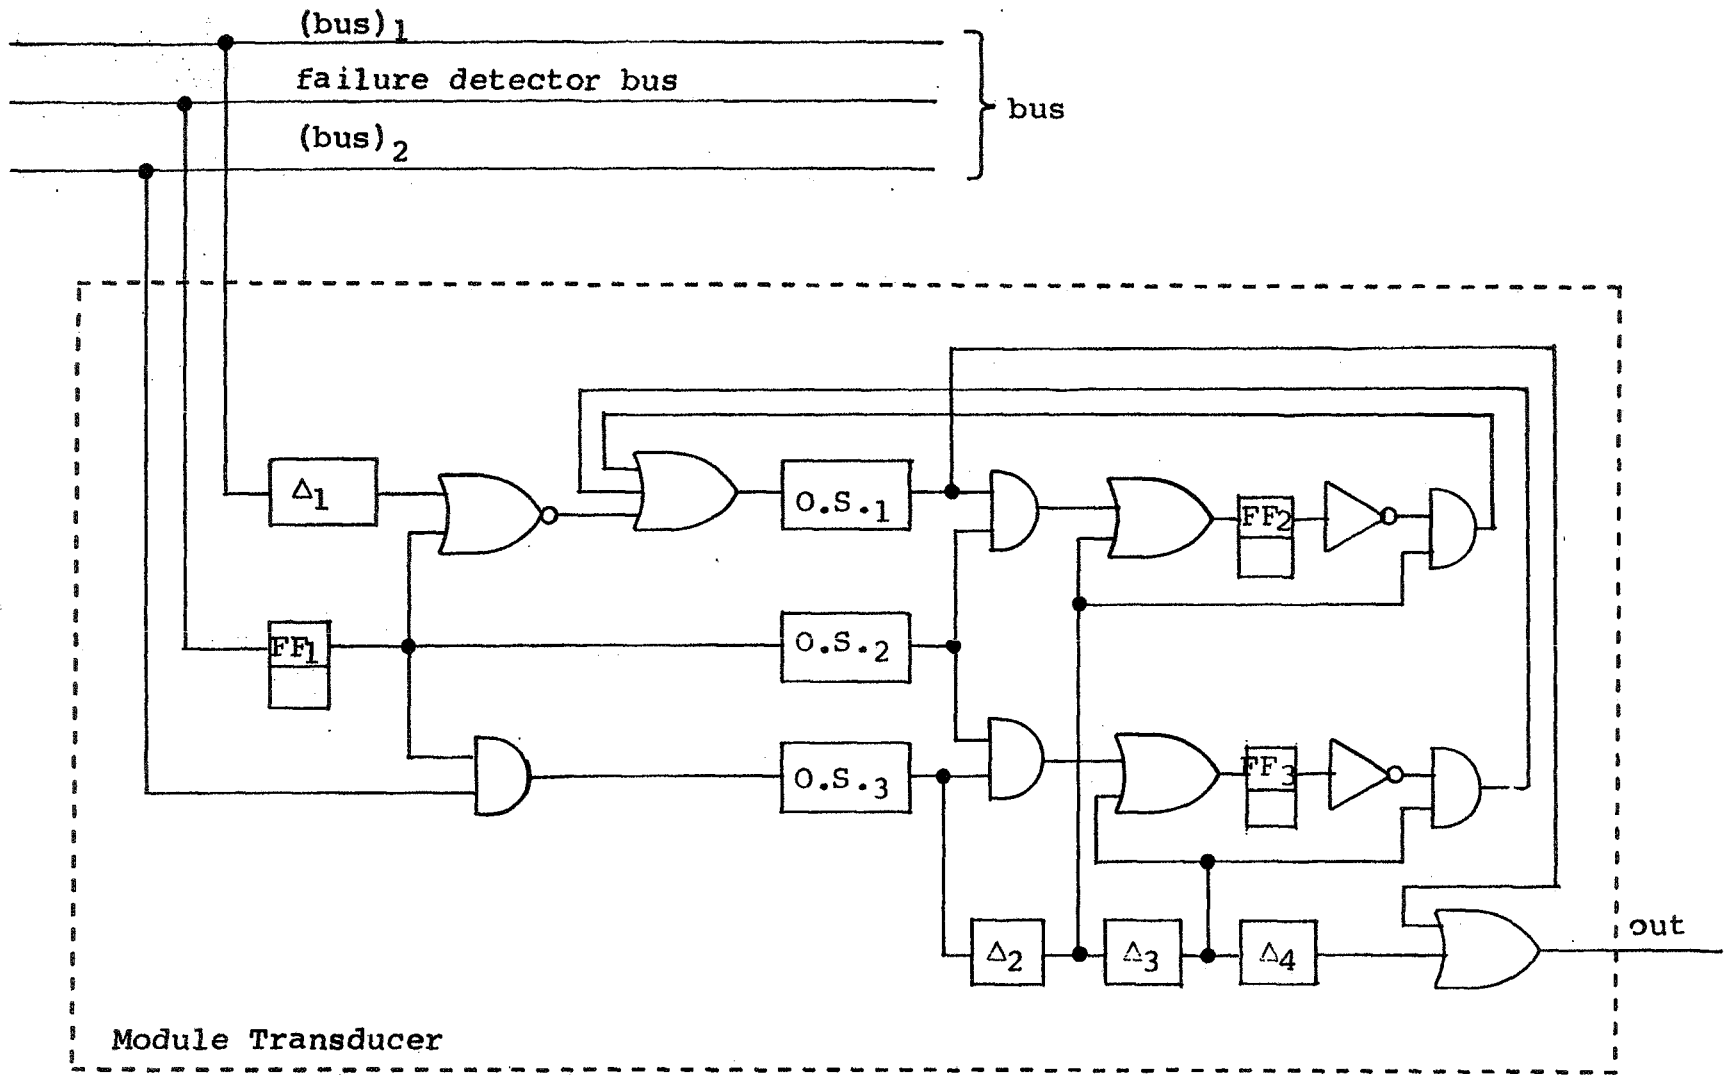 (bus)1
failure detector bus
(bus)2
bus
Δ1
O.S.1
FF2
FF1
O.S.2
O.S.3
FF3
Δ2
Δ3
Δ4
out
Module Transducer